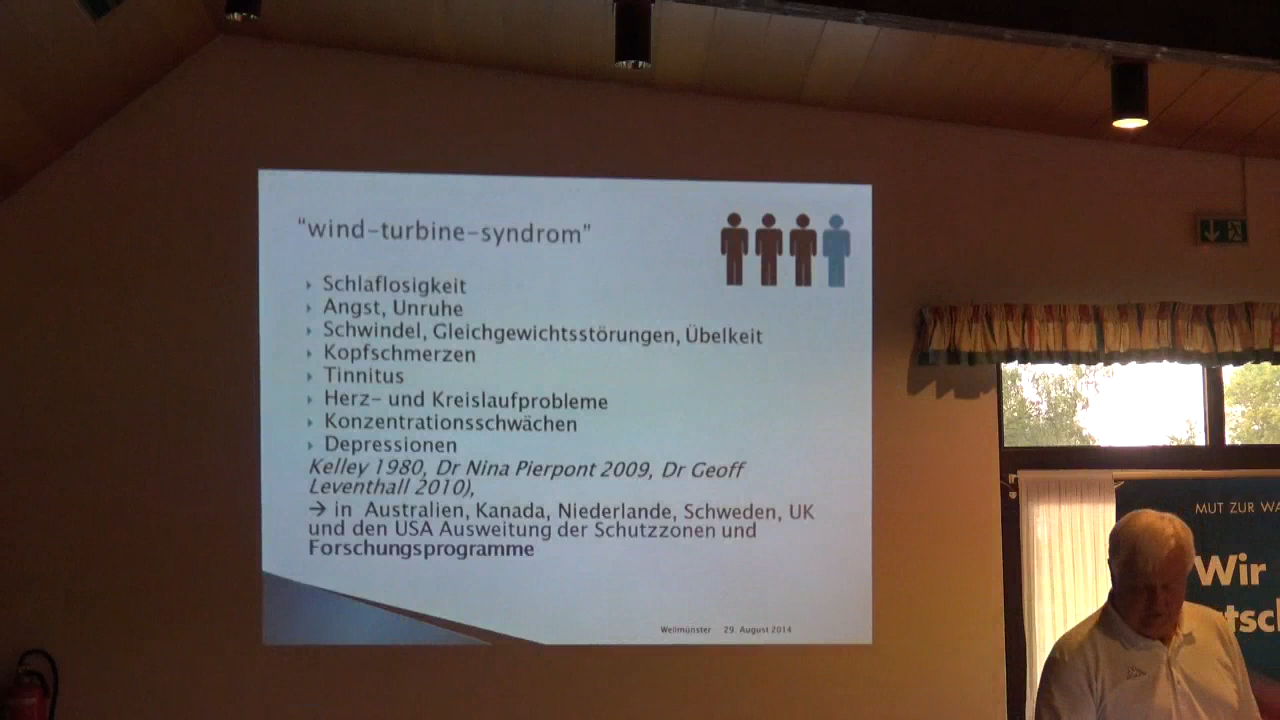 "wind-turbine-syndrom"
Schlaflosigkeit
Angst, Unruhe
Schwindel, Gleichgewichtsstörungen, Übelkeit
Kopfschmerzen
Tinnitus
Herz- und Kreislaufprobleme
Konzentrationsschwächen
Depressionen
Kelley 1980, Dr Nina Pierpont 2009, Dr Geoff
Leventhall 2010),
→ in Australien, Kanada, Niederlande, Schweden, UK
und den USA Ausweitung der Schutzzonen und
Forschungsprogramme
Weilmünster 29. August 2014
MUT ZUR WA
Wir
tsch